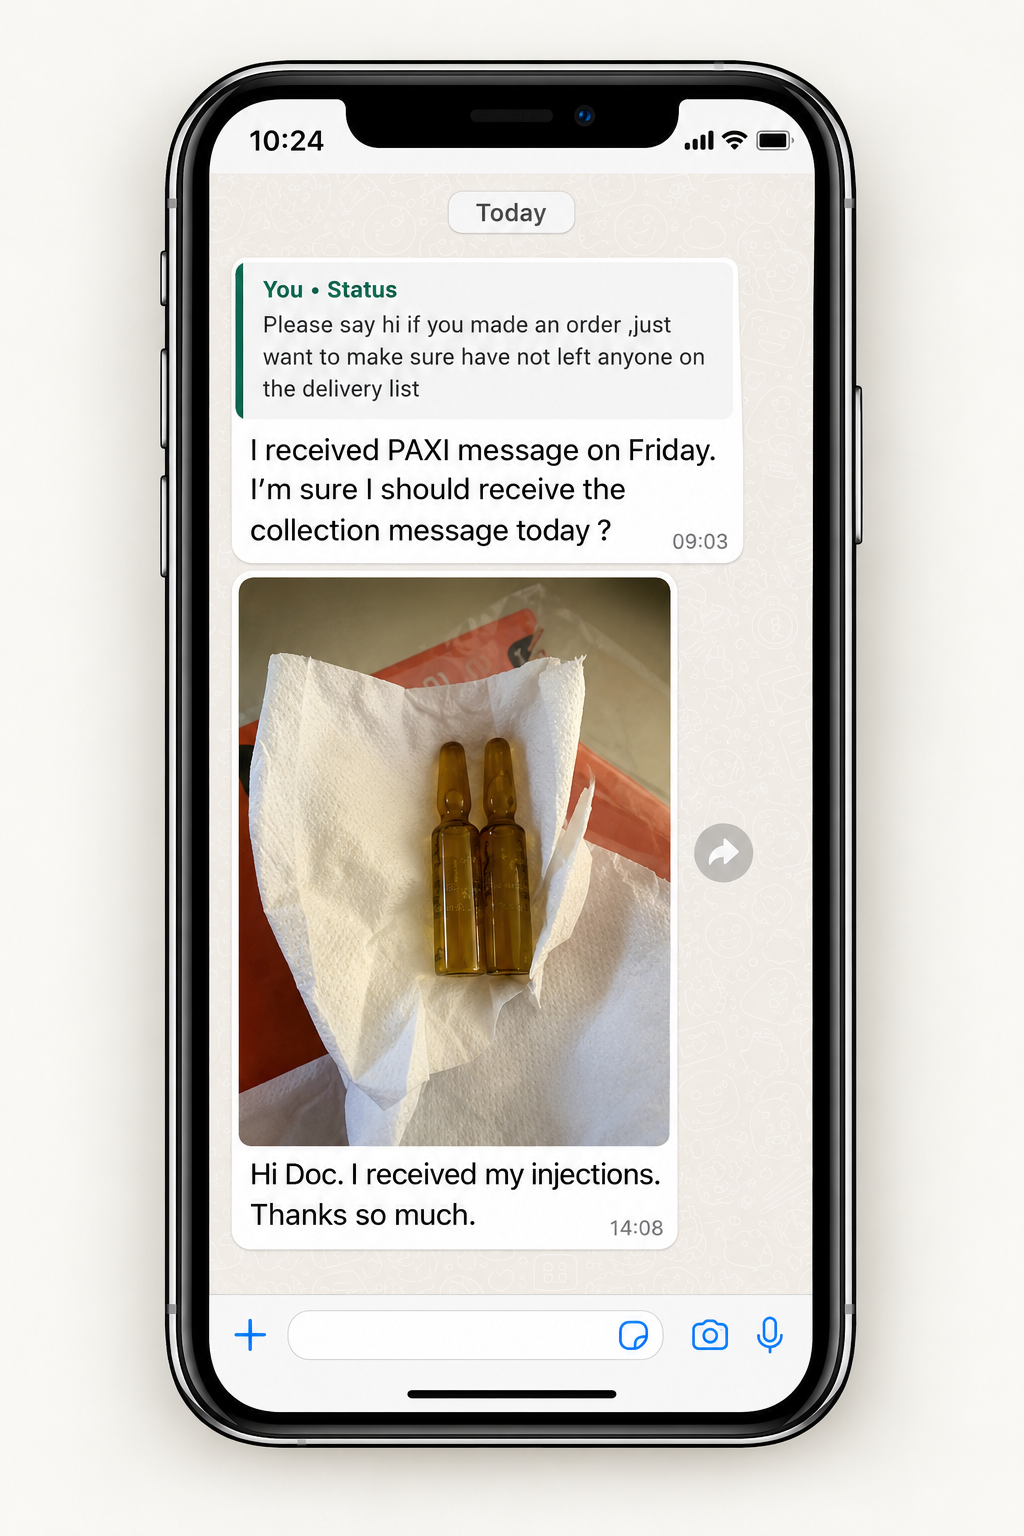 10:24
Today
You • Status
Please say hi if you made an order ,just
want to make sure have not left anyone on
the delivery list
I received PAXI message on Friday.
I’m sure I should receive the
collection message today ?
09:03
Hi Doc. I received my injections.
Thanks so much.
14:08